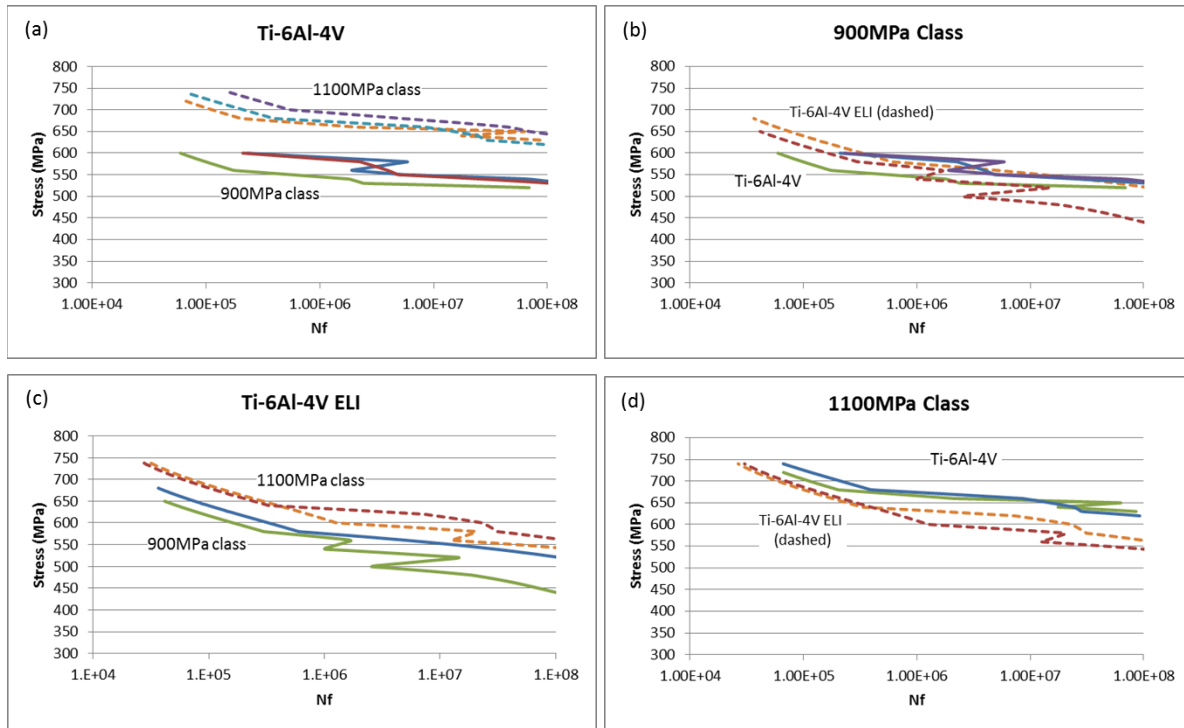 (a)
Ti-6Al-4V
800
750
700
650
600
550
500
450
400
350
300
Stress (MPa)
1100MPa class
900MPa class
1.00E+04 1.00E+05 1.00E+06 1.00E+07 1.00E+08
Nf
(b)
900MPa Class
800
750
700
650
600
550
500
450
400
350
300
Stress (MPa)
Ti-6Al-4V ELI (dashed)
Ti-6Al-4V
1.00E+04 1.00E+05 1.00E+06 1.00E+07 1.00E+08
Nf
(c)
Ti-6Al-4V ELI
800
750
700
650
600
550
500
450
400
350
300
Stress (MPa)
1100MPa class
900MPa class
1.E+04 1.E+05 1.E+06 1.E+07 1.E+08
Nf
(d)
1100MPa Class
800
750
700
650
600
550
500
450
400
350
300
Stress (MPa)
Ti-6Al-4V
Ti-6Al-4V ELI
(dashed)
1.00E+04 1.00E+05 1.00E+06 1.00E+07 1.00E+08
Nf